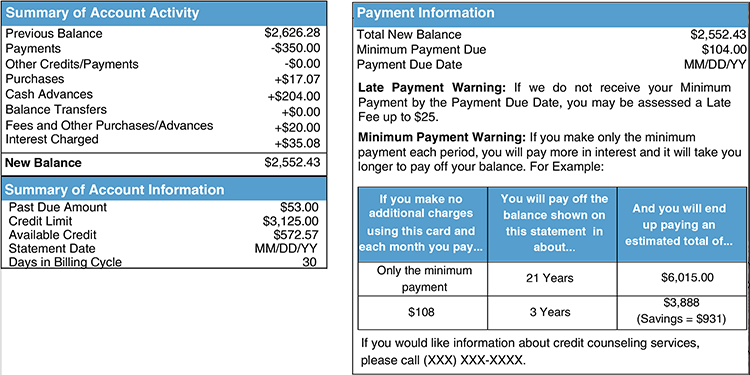 Summary of Account Activity
Previous Balance $2,626.28
Payments -$350.00
Other Credits/Payments -$0.00
Purchases +$17.07
Cash Advances +$204.00
Balance Transfers +$0.00
Fees and Other Purchases/Advances +$20.00
Interest Charged +$35.08
New Balance $2,552.43
Summary of Account Information
Past Due Amount $53.00
Credit Limit $3,125.00
Available Credit $572.57
Statement Date MM/DD/YY
Days in Billing Cycle 30
Payment Information
Total New Balance $2,552.43
Minimum Payment Due $104.00
Payment Due Date MM/DD/YY
Late Payment Warning: If we do not receive your Minimum
Payment by the Payment Due Date, you may be assessed a Late
Fee up to $25.
Minimum Payment Warning: If you make only the minimum
payment each period, you will pay more in interest and it will take you
longer to pay off your balance. For Example:
If you make no
additional charges
using this card and
each month you pay...
You will pay off the
balance shown on
this statement in
about...
And you will end
up paying an
estimated total of...
Only the minimum
payment
21 Years
$6,015.00
$108
3 Years
$3,888
(Savings = $931)
If you would like information about credit counseling services,
please call (XXX) XXX-XXXX.